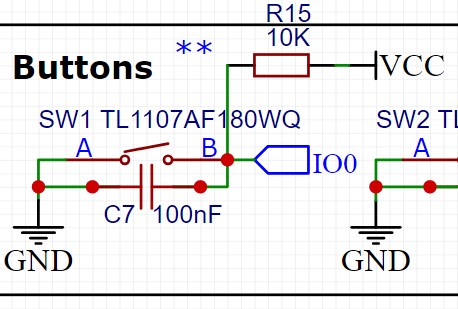 R15
10K
Buttons
**
VCC
SW1 TL1107AF180WQ
SW2 TL
A
B
A
IO0
C7 100nF
GND
GND